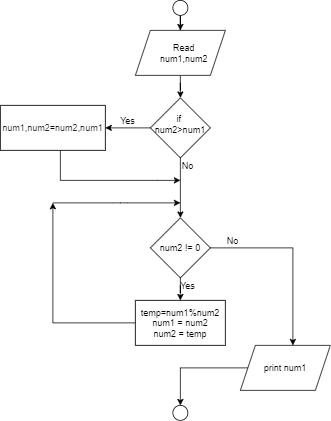 Read
num1,num2
if
num2>num1
Yes
num1,num2=num2,num1
No
num2 != 0
No
Yes
temp=num1%num2
num1 = num2
num2 = temp
print num1